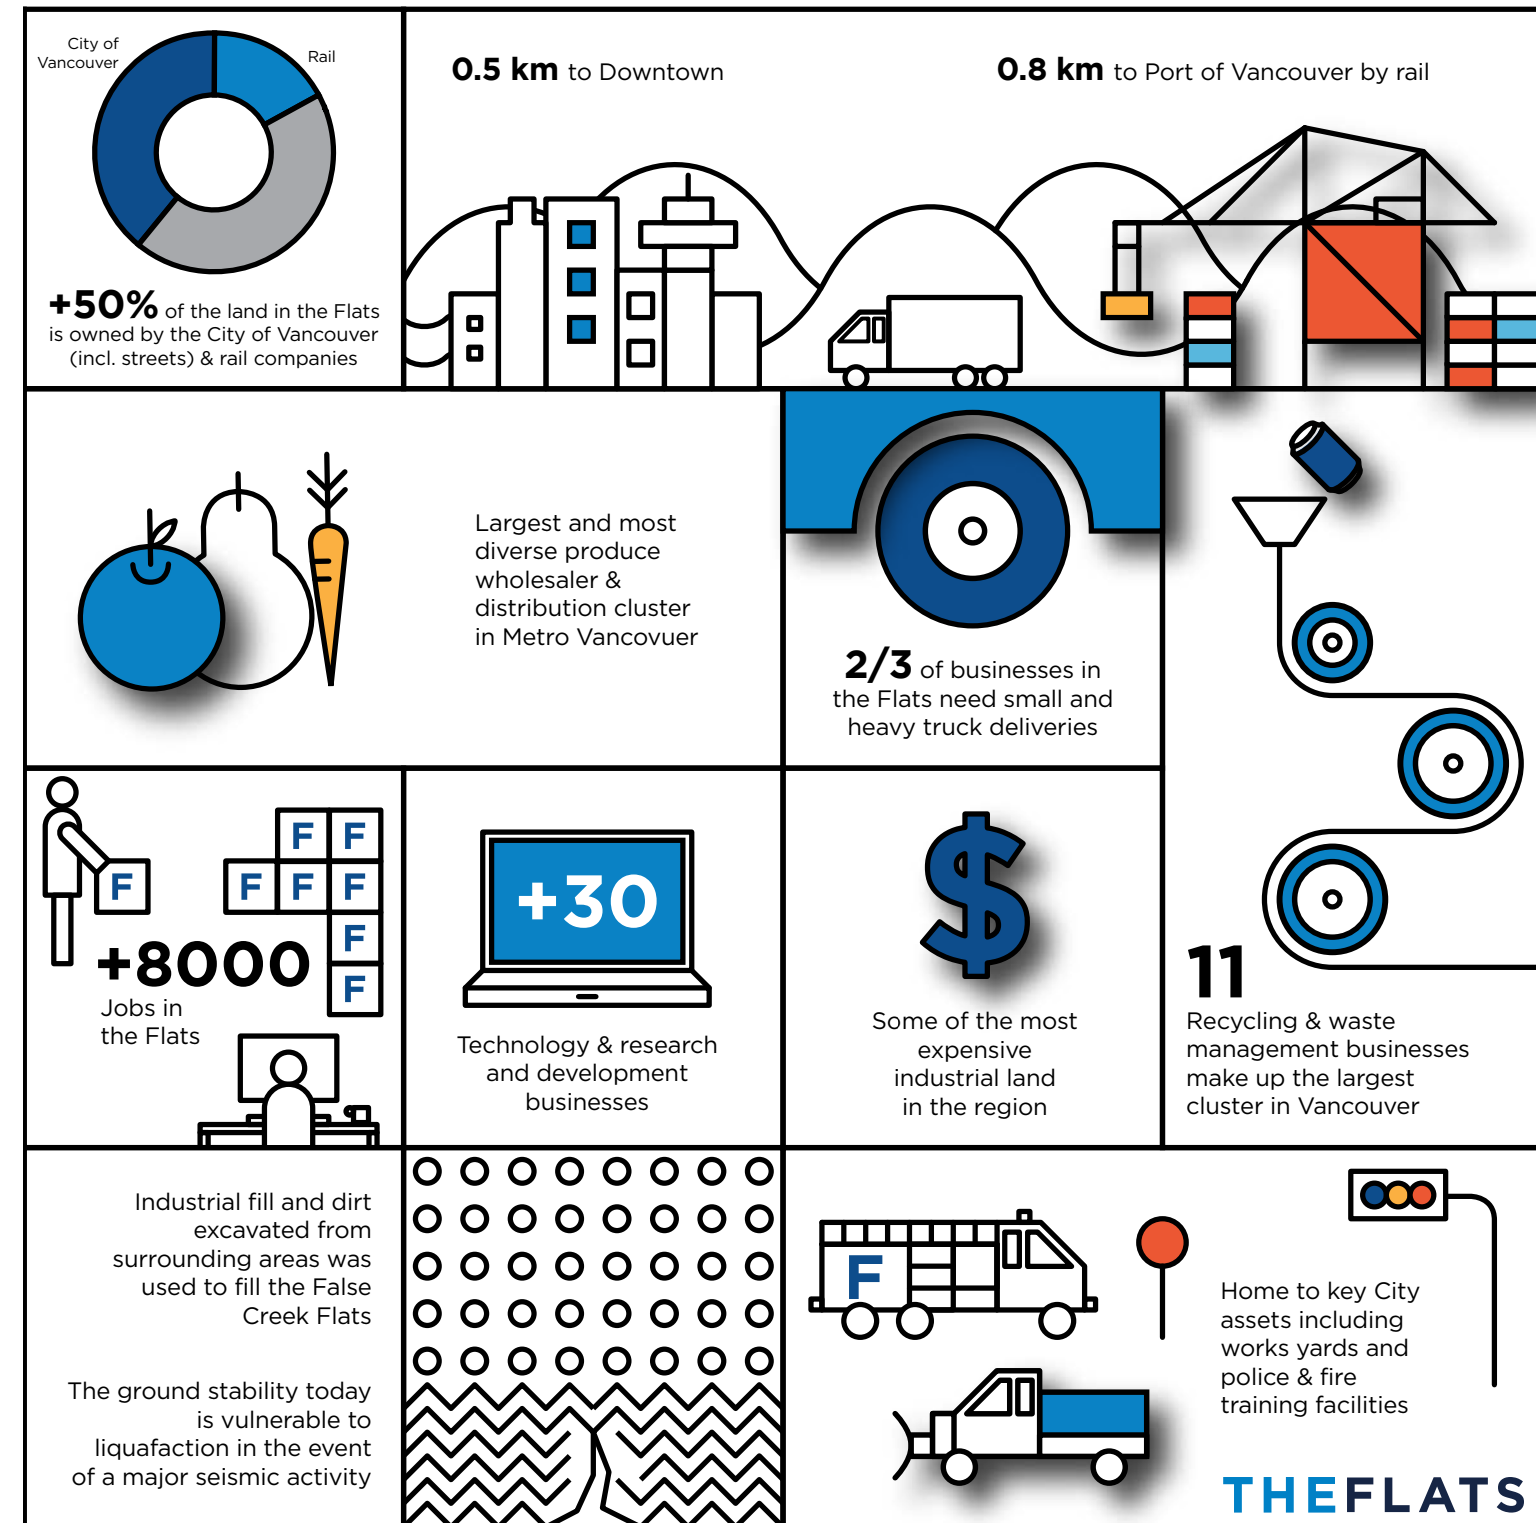 City of
Vancouver
Rail
+50% of the land in the Flats
is owned by the City of Vancouver
(incl. streets) & rail companies
0.5 km to Downtown
0.8 km to Port of Vancouver by rail
Largest and most
diverse produce
wholesaler &
distribution cluster
in Metro Vancovuer
2/3 of businesses in
the Flats need small and
heavy truck deliveries
F F
F F F F
F
F
+8000
Jobs in
the Flats
+30
Technology & research
and development
businesses
Some of the most
expensive
industrial land
in the region
11
Recycling & waste
management businesses
make up the largest
cluster in Vancouver
Industrial fill and dirt
excavated from
surrounding areas was
used to fill the False
Creek Flats
The ground stability today
is vulnerable to
liquafaction in the event
of a major seismic activity
F
Home to key City
assets including
works yards and
police & fire
training facilities
THEFLATS